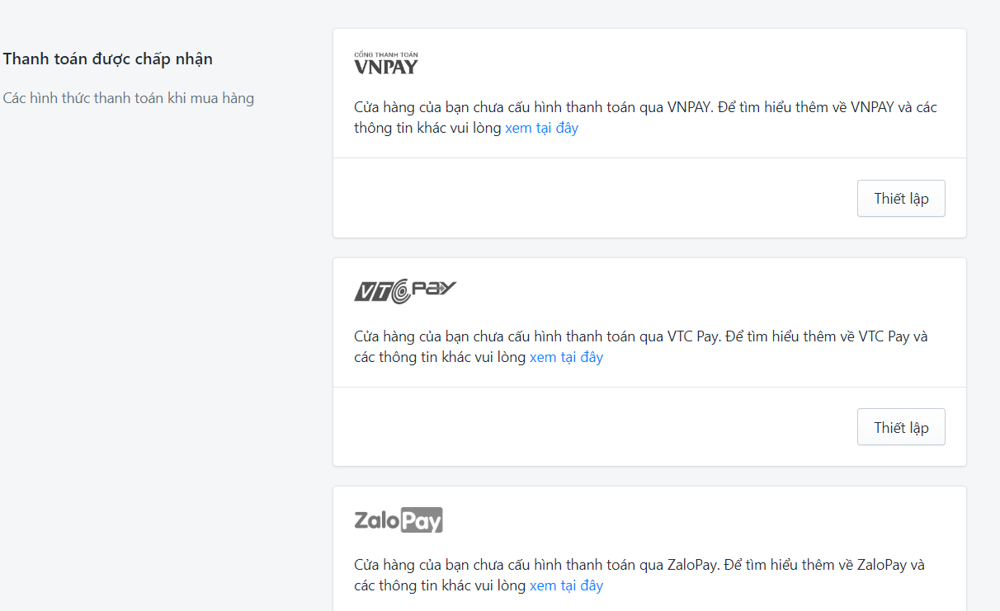 Thanh toán được chấp nhận
Các hình thức thanh toán khi mua hàng
CỔNG THANH TOÁN
VNPAY
Cửa hàng của bạn chưa cấu hình thanh toán qua VNPAY. Để tìm hiểu thêm về VNPAY và các
thông tin khác vui lòng xem tại đây
Thiết lập
VTC Pay
Cửa hàng của bạn chưa cấu hình thanh toán qua VTC Pay. Để tìm hiểu thêm về VTC Pay và
các thông tin khác vui lòng xem tại đây
Thiết lập
ZaloPay
Cửa hàng của bạn chưa cấu hình thanh toán qua ZaloPay. Để tìm hiểu thêm về ZaloPay và
các thông tin khác vui lòng xem tại đây